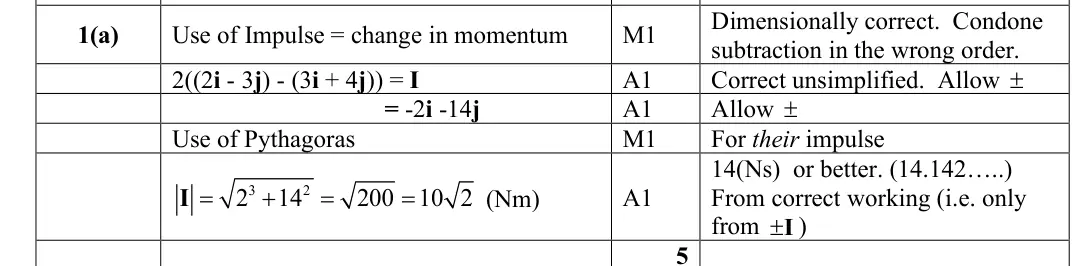 1(a) Use of Impulse = change in momentum M1 Dimensionally correct. Condone
subtraction in the wrong order.
2((2i - 3j) - (3i + 4j)) = I A1 Correct unsimplified. Allow ±
= -2i -14j A1 Allow ±
Use of Pythagoras M1 For their impulse
|I| = √(2³ + 14²) = √200 = 10√2 (Nm) A1 14(Ns) or better. (14.142…..)
From correct working (i.e. only
from ±I )
5